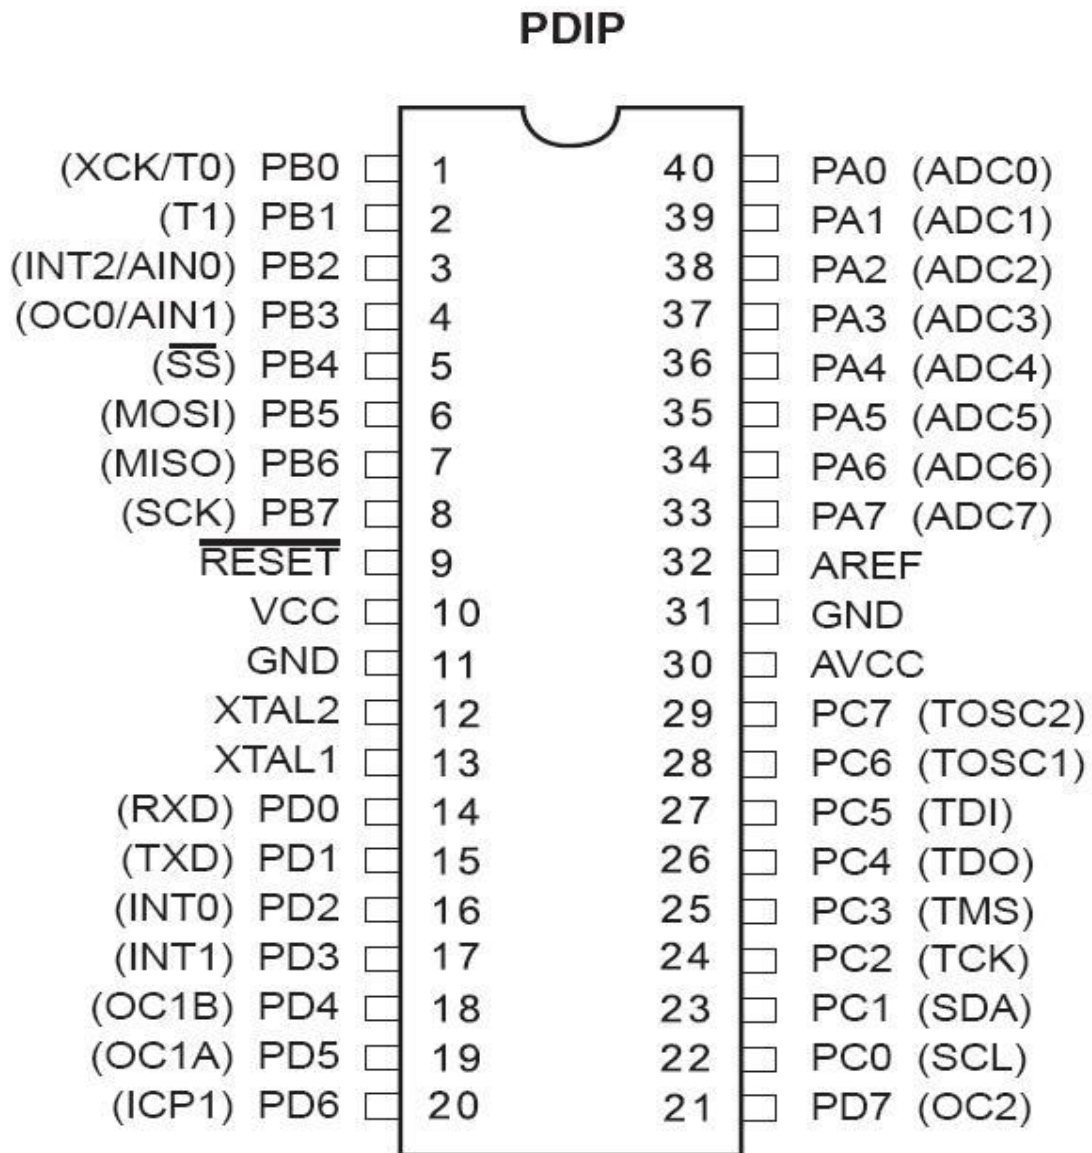 PDIP
(XCK/T0) PB0 1 40 PA0 (ADC0)
(T1) PB1 2 39 PA1 (ADC1)
(INT2/AIN0) PB2 3 38 PA2 (ADC2)
(OC0/AIN1) PB3 4 37 PA3 (ADC3)
(SS) PB4 5 36 PA4 (ADC4)
(MOSI) PB5 6 35 PA5 (ADC5)
(MISO) PB6 7 34 PA6 (ADC6)
(SCK) PB7 8 33 PA7 (ADC7)
RESET 9 32 AREF
VCC 10 31 GND
GND 11 30 AVCC
XTAL2 12 29 PC7 (TOSC2)
XTAL1 13 28 PC6 (TOSC1)
(RXD) PD0 14 27 PC5 (TDI)
(TXD) PD1 15 26 PC4 (TDO)
(INT0) PD2 16 25 PC3 (TMS)
(INT1) PD3 17 24 PC2 (TCK)
(OC1B) PD4 18 23 PC1 (SDA)
(OC1A) PD5 19 22 PC0 (SCL)
(ICP1) PD6 20 21 PD7 (OC2)